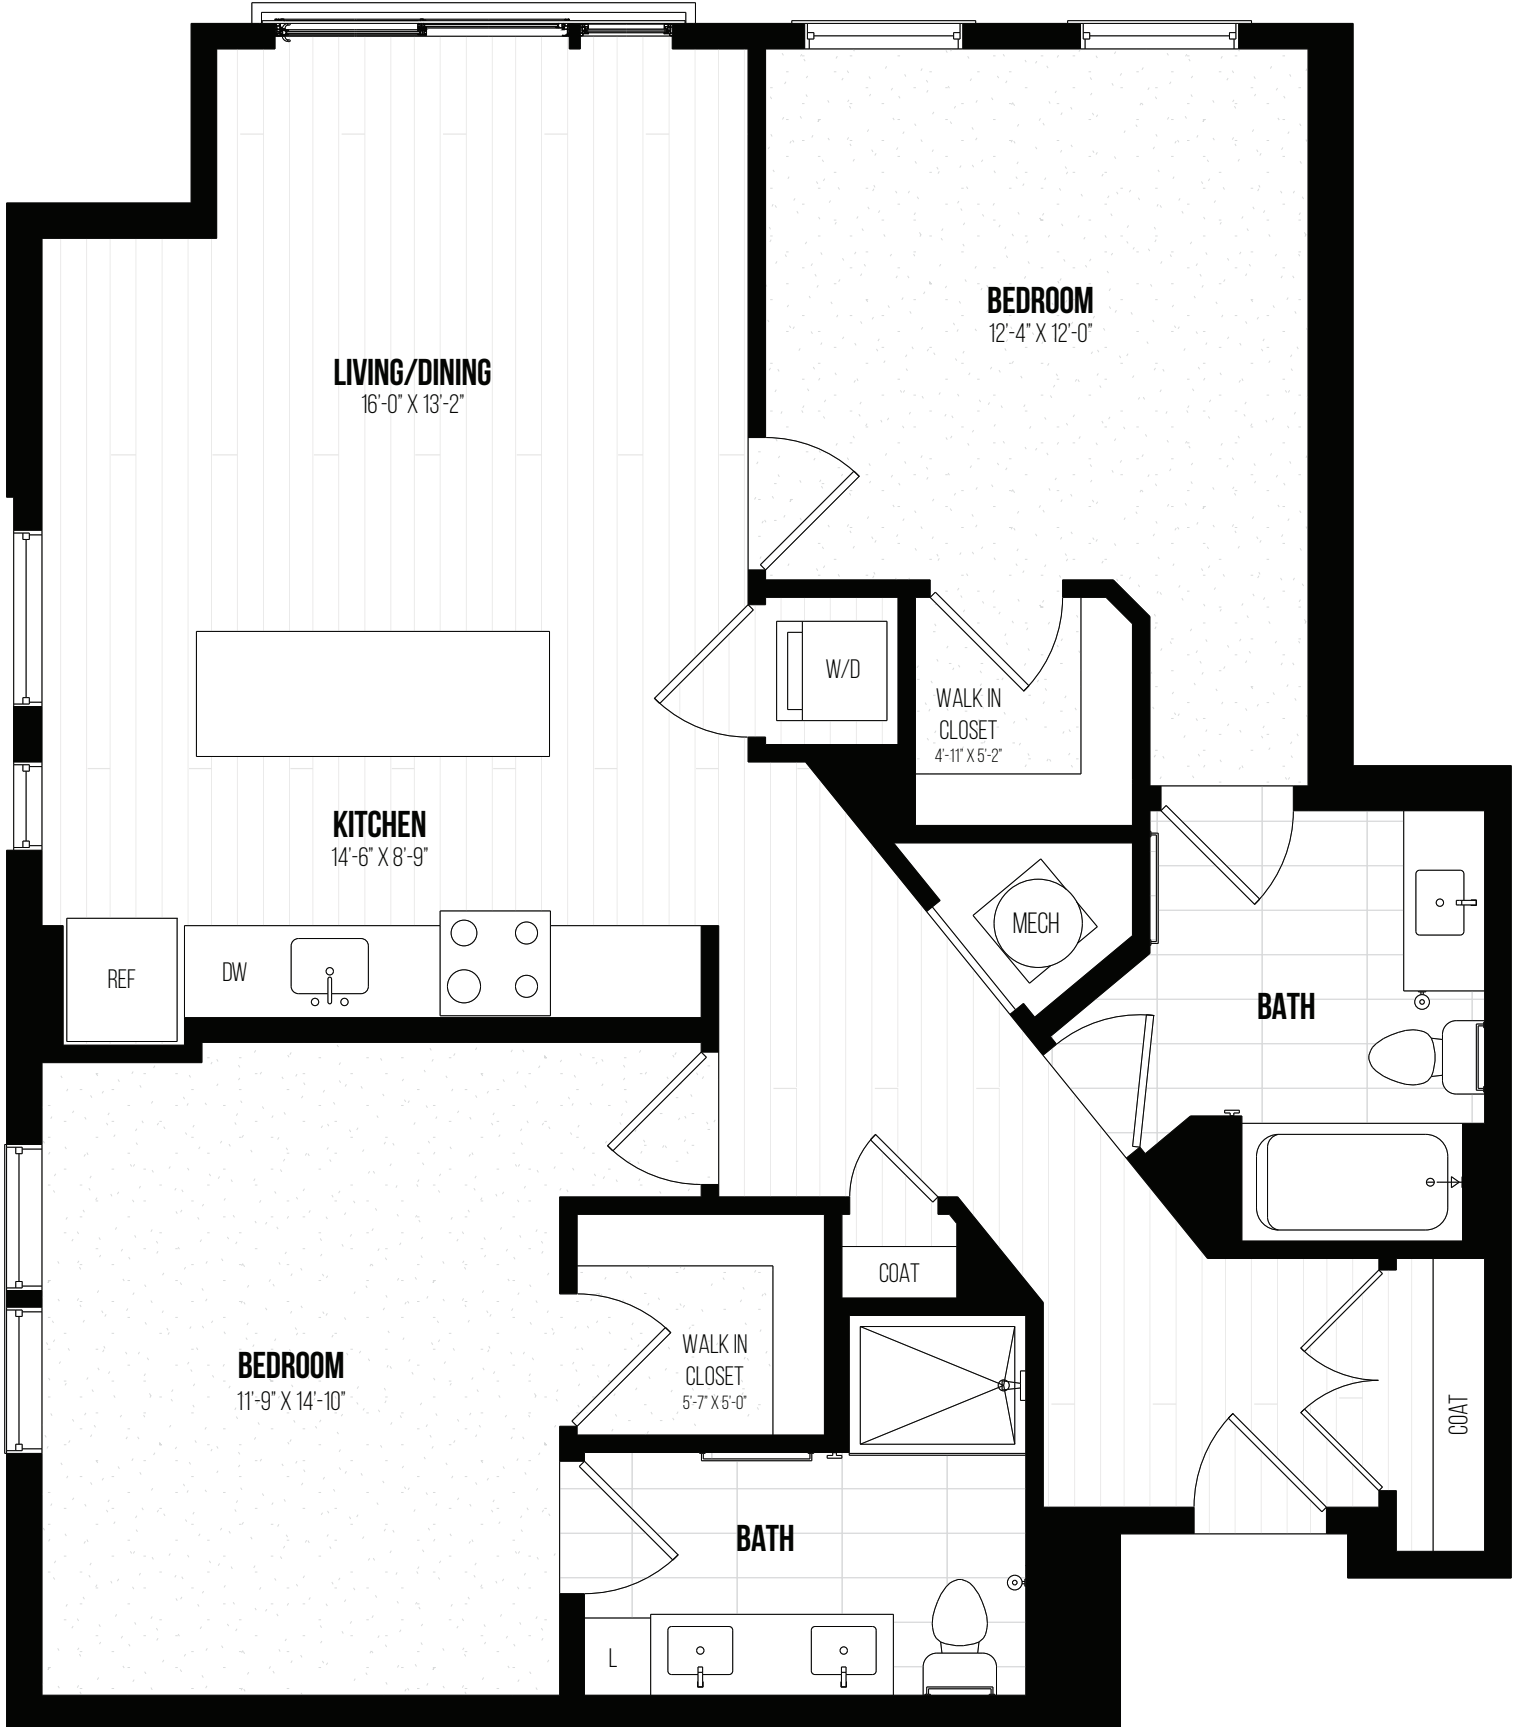 BEDROOM
12'-4" X 12'-0"
LIVING/DINING
16'-0" X 13'-2"
W/D
WALK IN
CLOSET
4'-11" X 5'-2"
KITCHEN
14'-6" X 8'-9"
MECH
REF
DW
BATH
COAT
BEDROOM
11'-9" X 14'-10"
WALK IN
CLOSET
5'-7" X 5'-0"
COAT
BATH
L